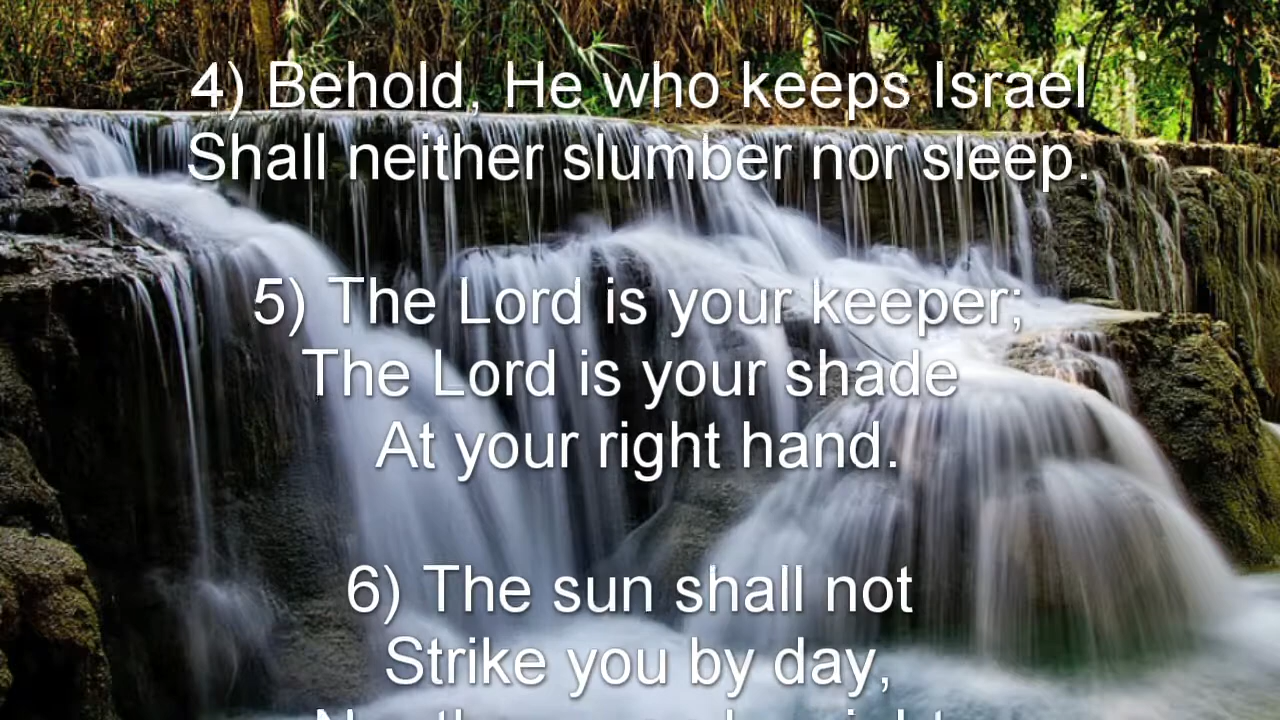 4) Behold, He who keeps Israel
Shall neither slumber nor sleep.
5) The Lord is your keeper;
The Lord is your shade
At your right hand.
6) The sun shall not
Strike you by day,